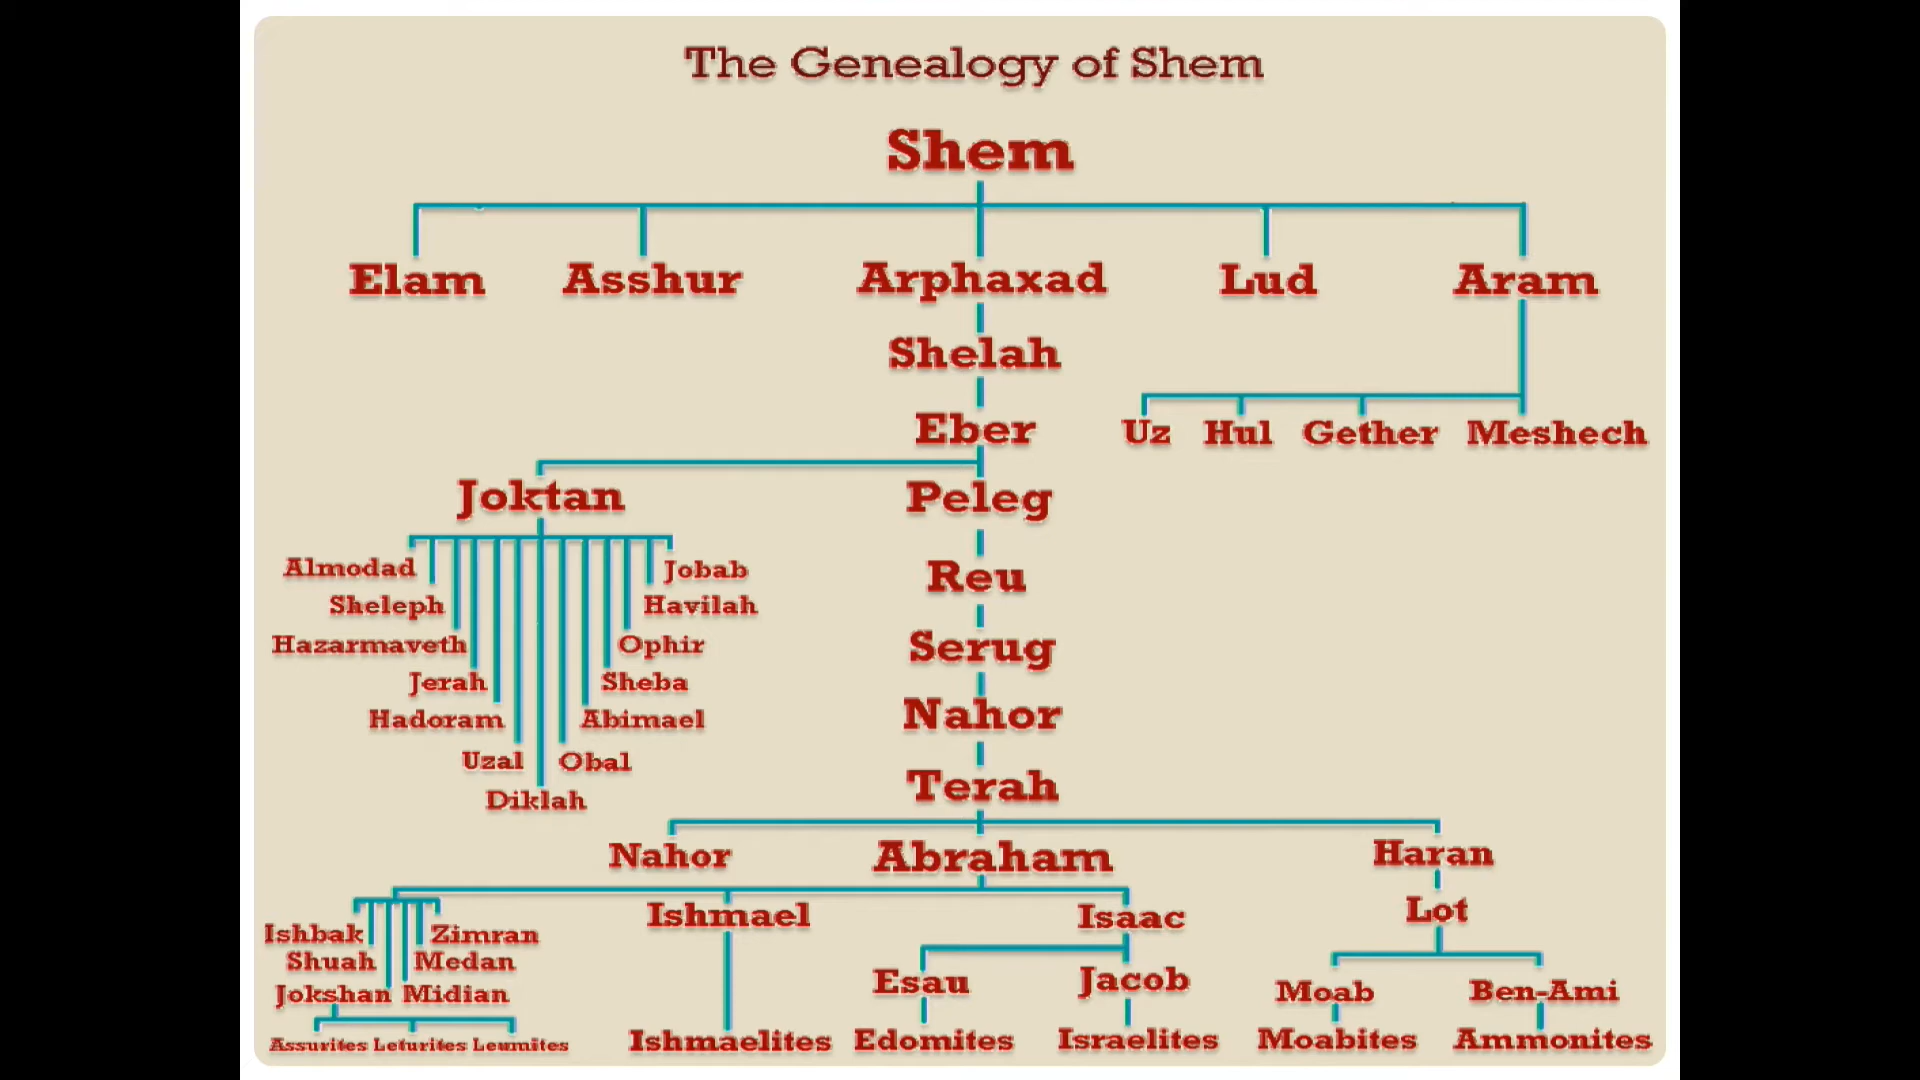 The Genealogy of Shem
Shem
Elam Asshur Arphaxad Lud Aram
Shelah
Eber Uz Hul Gether Meshech
Joktan Peleg
Almodad Jobab Reu
Sheleph Havilah
Hazarmaveth Ophir Serug
Jerah Sheba
Hadoram Abimael Nahor
Uzal Obal
Diklah Terah
Nahor Abraham Haran
Ishmael Isaac Lot
Ishbak Zimran
Shuah Medan
Jokshan Midian Esau Jacob Moab Ben-Ami
Assurites Leturites Leumites Ishmaelites Edomites Israelites Moabites Ammonites